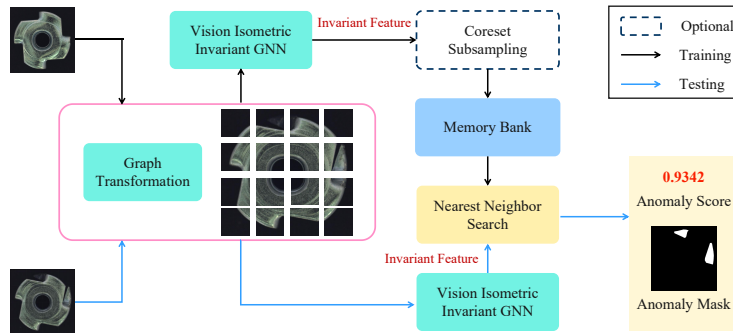 Vision Isometric
Invariant GNN
Invariant Feature
Coreset
Subsampling
Optional
Training
Testing
Memory Bank
Graph
Transformation
Nearest Neighbor
Search
0.9342
Anomaly Score
Invariant Feature
Vision Isometric
Invariant GNN
Anomaly Mask